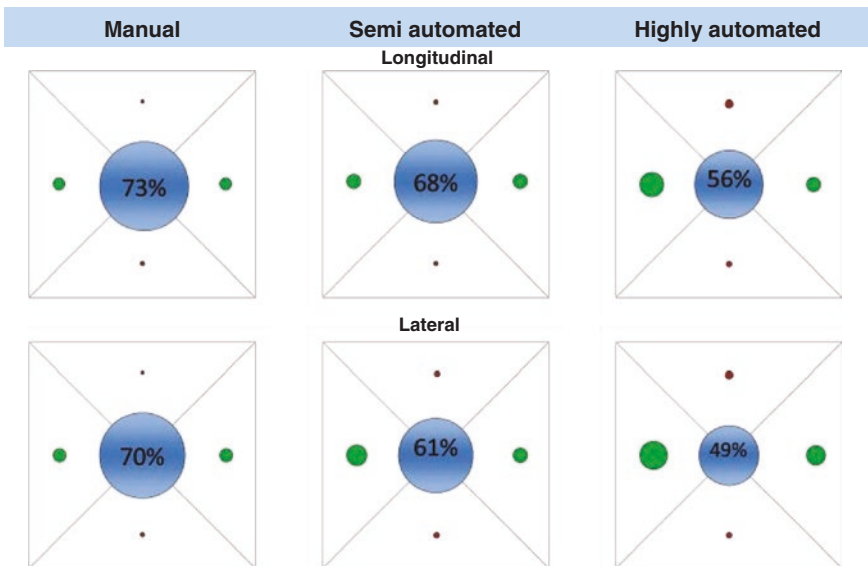 Manual Semi automated Highly automated
Longitudinal
73% 68% 56%
Lateral
70% 61% 49%